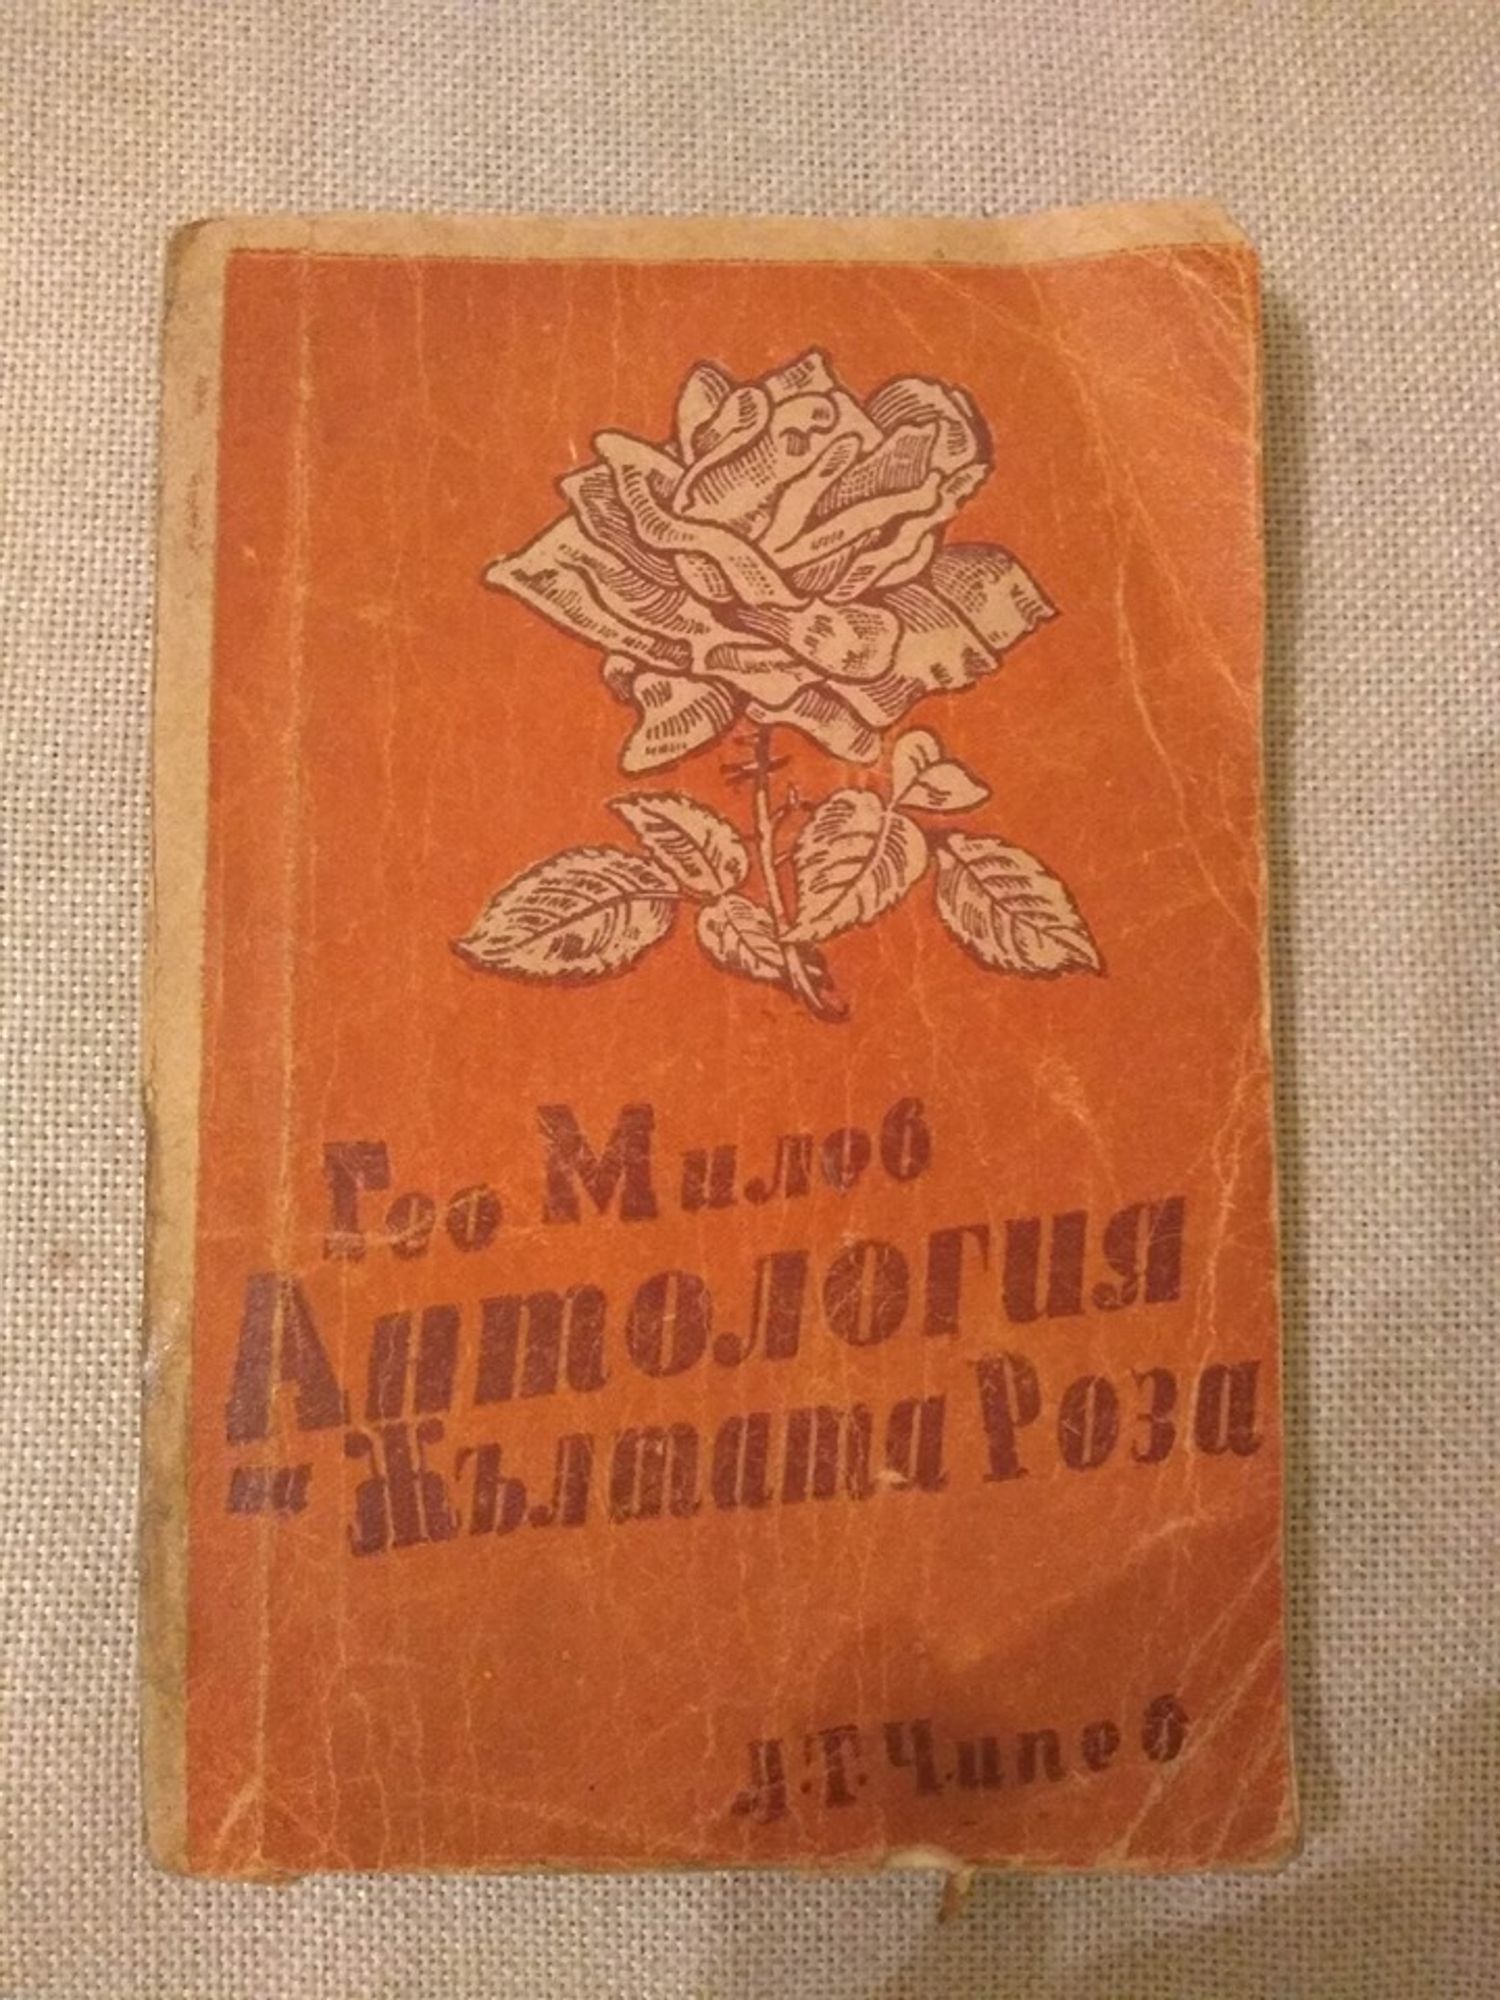 Гео Милев
Антология
на Жълтата Роза
А.Г. Чипев